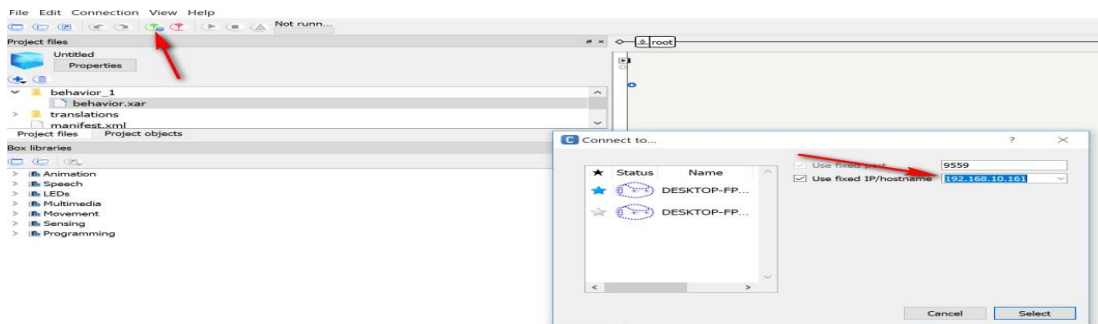 File Edit Connection View Help
Not runn...
Project files
root
Untitled
Properties
behavior_1
behavior.xar
translations
manifest.xml
Project files Project objects
Box libraries
Animation
Speech
LEDs
Multimedia
Movement
Sensing
Programming
Connect to...
Status Name
DESKTOP-FP...
DESKTOP-FP...
Use fixed port 9559
Use fixed IP/hostname 192.168.10.161
Cancel Select